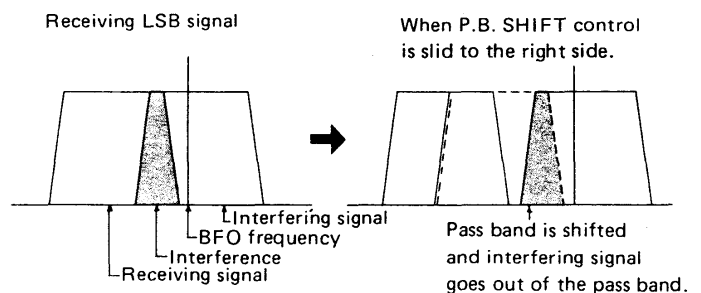 Receiving LSB signal
When P.B. SHIFT control
is slid to the right side.
Interfering signal
BFO frequency
Interference
Receiving signal
Pass band is shifted
and interfering signal
goes out of the pass band.